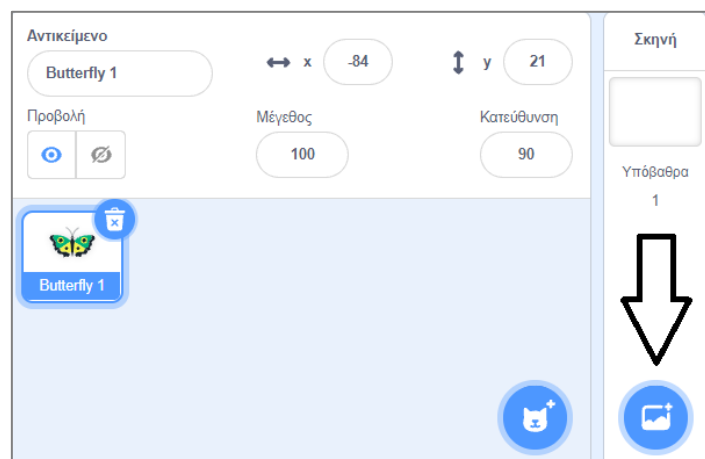 Αντικείμενο
Butterfly 1
x -84
y 21
Προβολή
Μέγεθος
100
Κατεύθυνση
90
Butterfly 1
Σκηνή
Υπόβαθρα
1